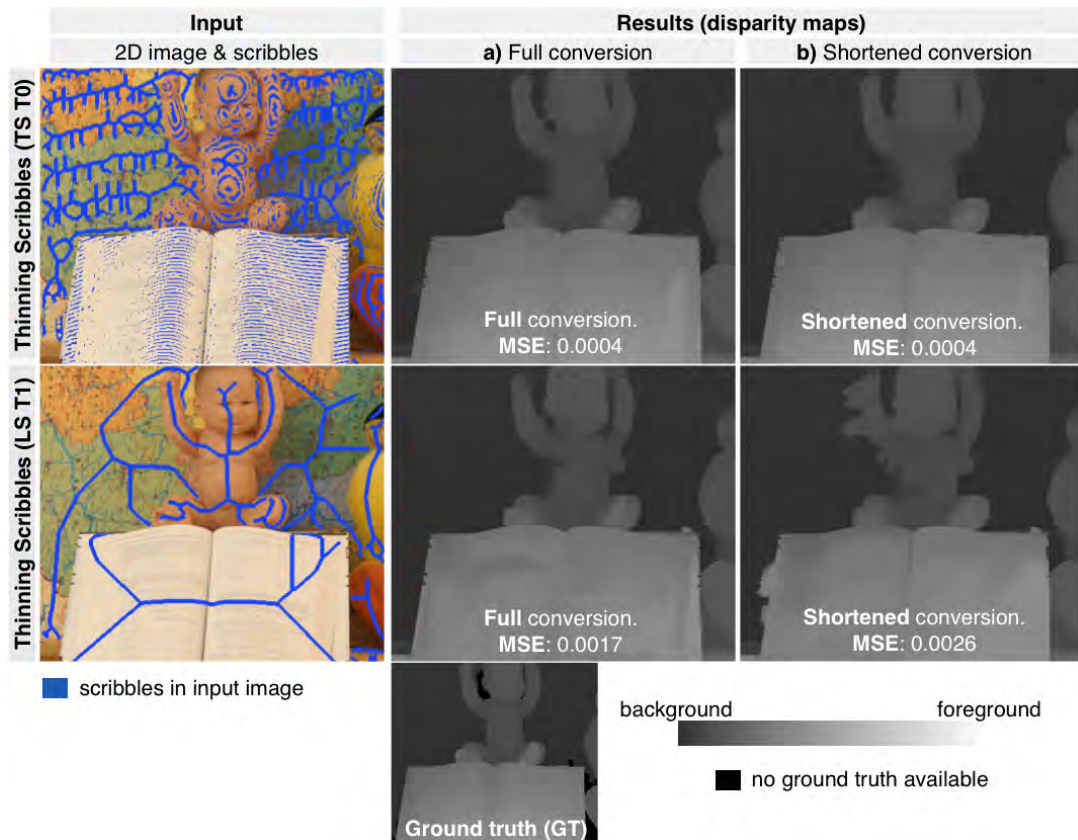 Input
Results (disparity maps)
2D image & scribbles
a) Full conversion
b) Shortened conversion
Thinning Scribbles (TS T0)
Full conversion.
MSE: 0.0004
Shortened conversion.
MSE: 0.0004
Thinning Scribbles (LS T1)
Full conversion.
MSE: 0.0017
Shortened conversion.
MSE: 0.0026
scribbles in input image
background
foreground
no ground truth available
Ground truth (GT)